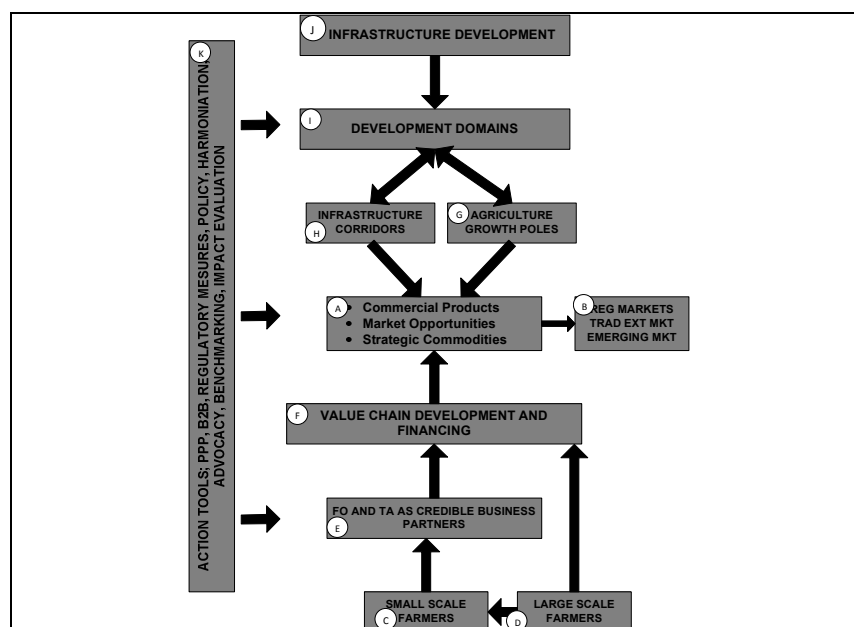 J
INFRASTRUCTURE DEVELOPMENT
K
ACTION TOOLS; PPP, B2B, REGULATORY MESURES, POLICY, HARMONIATION,
ADVOCACY, BENCHMARKING, IMPACT EVALUATION
I
DEVELOPMENT DOMAINS
INFRASTRUCTURE
CORRIDORS
H
G
AGRICULTURE
GROWTH POLES
A
• Commercial Products
• Market Opportunities
• Strategic Commodities
B
REG MARKETS
TRAD EXT MKT
EMERGING MKT
F
VALUE CHAIN DEVELOPMENT AND
FINANCING
FO AND TA AS CREDIBLE BUSINESS
PARTNERS
E
SMALL SCALE
FARMERS
C
LARGE SCALE
FARMERS
D